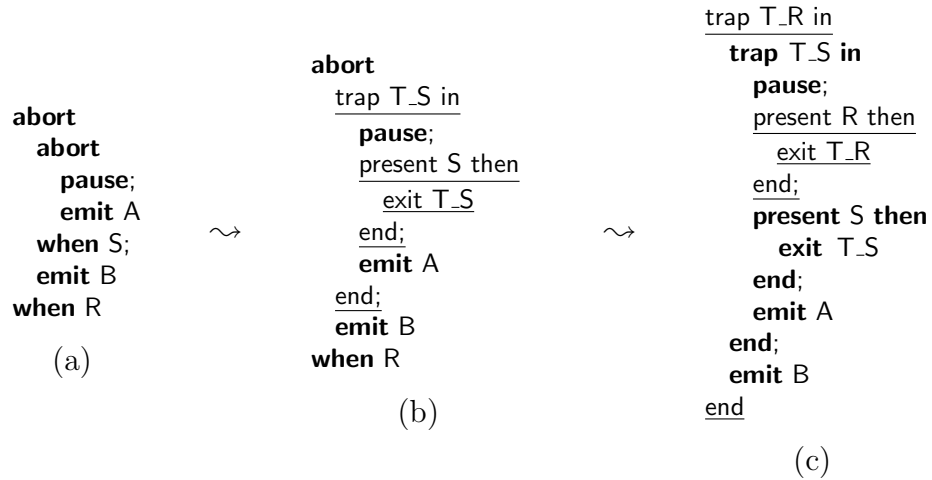 abort
abort
pause;
emit A
when S;
emit B
when R
(a)
⤳
abort
trap T_S in
pause;
present S then
exit T_S
end;
emit A
end;
emit B
when R
(b)
⤳
trap T_R in
trap T_S in
pause;
present R then
exit T_R
end;
present S then
exit T_S
end;
emit A
end;
emit B
end
(c)